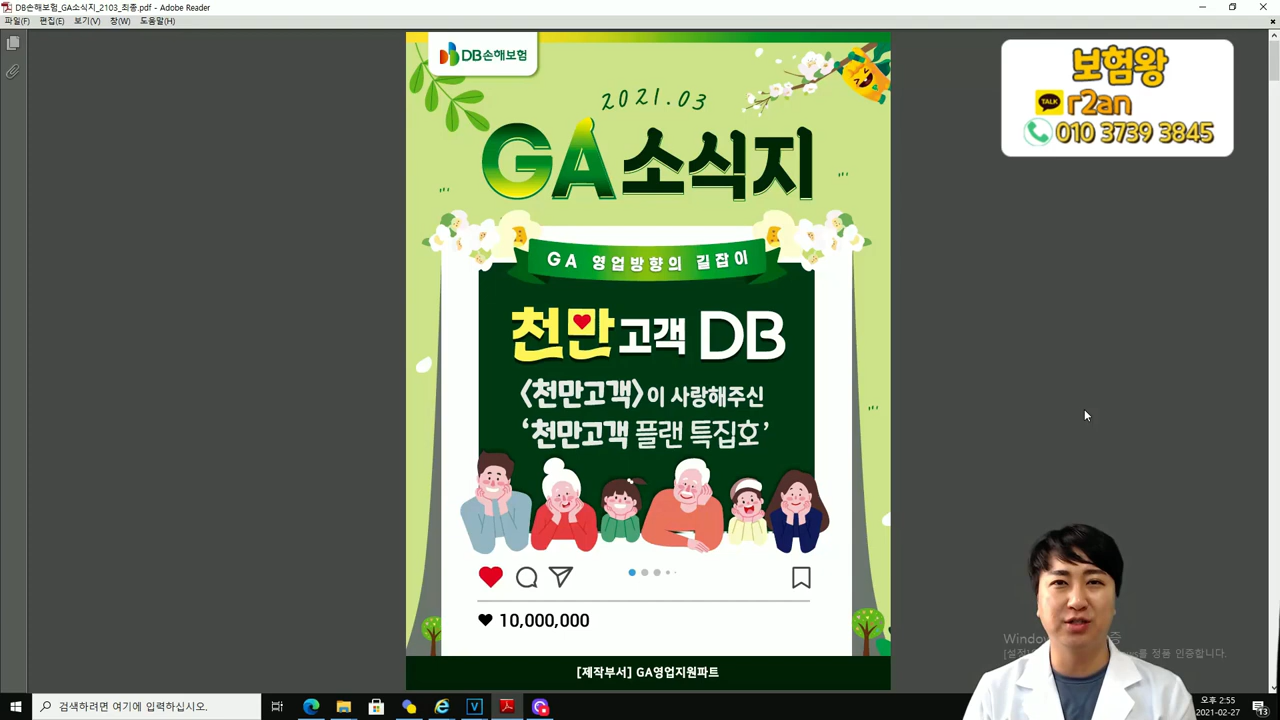 DB손해보험_GA소식지_2103_최종.pdf - Adobe Reader
파일(F) 편집(E) 보기(V) 창(W) 도움말(H)
DB손해보험
2021.03
GA소식지
GA 영업방향의 길잡이
천만고객 DB
<천만고객>이 사랑해주신
'천만고객 플랜 특집호'
10,000,000
[제작부서] GA영업지원파트
보험왕
TALK r2an
010 3739 3845
검색하려면 여기에 입력하십시오.
오후 2:55
2021-02-27
13